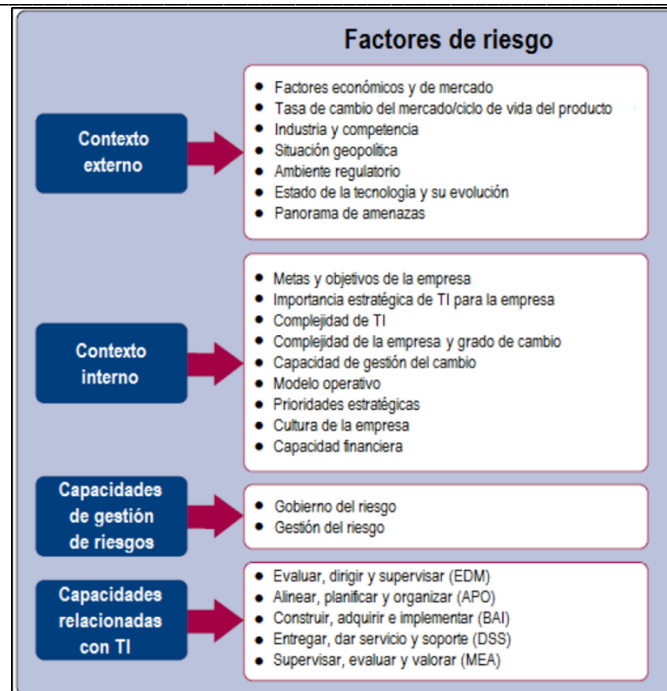 Factores de riesgo
Contexto
externo
● Factores económicos y de mercado
● Tasa de cambio del mercado/ciclo de vida del producto
● Industria y competencia
● Situación geopolítica
● Ambiente regulatorio
● Estado de la tecnología y su evolución
● Panorama de amenazas
Contexto
interno
● Metas y objetivos de la empresa
● Importancia estratégica de TI para la empresa
● Complejidad de TI
● Complejidad de la empresa y grado de cambio
● Capacidad de gestión del cambio
● Modelo operativo
● Prioridades estratégicas
● Cultura de la empresa
● Capacidad financiera
Capacidades
de gestión
de riesgos
● Gobierno del riesgo
● Gestión del riesgo
Capacidades
relacionadas
con TI
● Evaluar, dirigir y supervisar (EDM)
● Alinear, planificar y organizar (APO)
● Construir, adquirir e implementar (BAI)
● Entregar, dar servicio y soporte (DSS)
● Supervisar, evaluar y valorar (MEA)